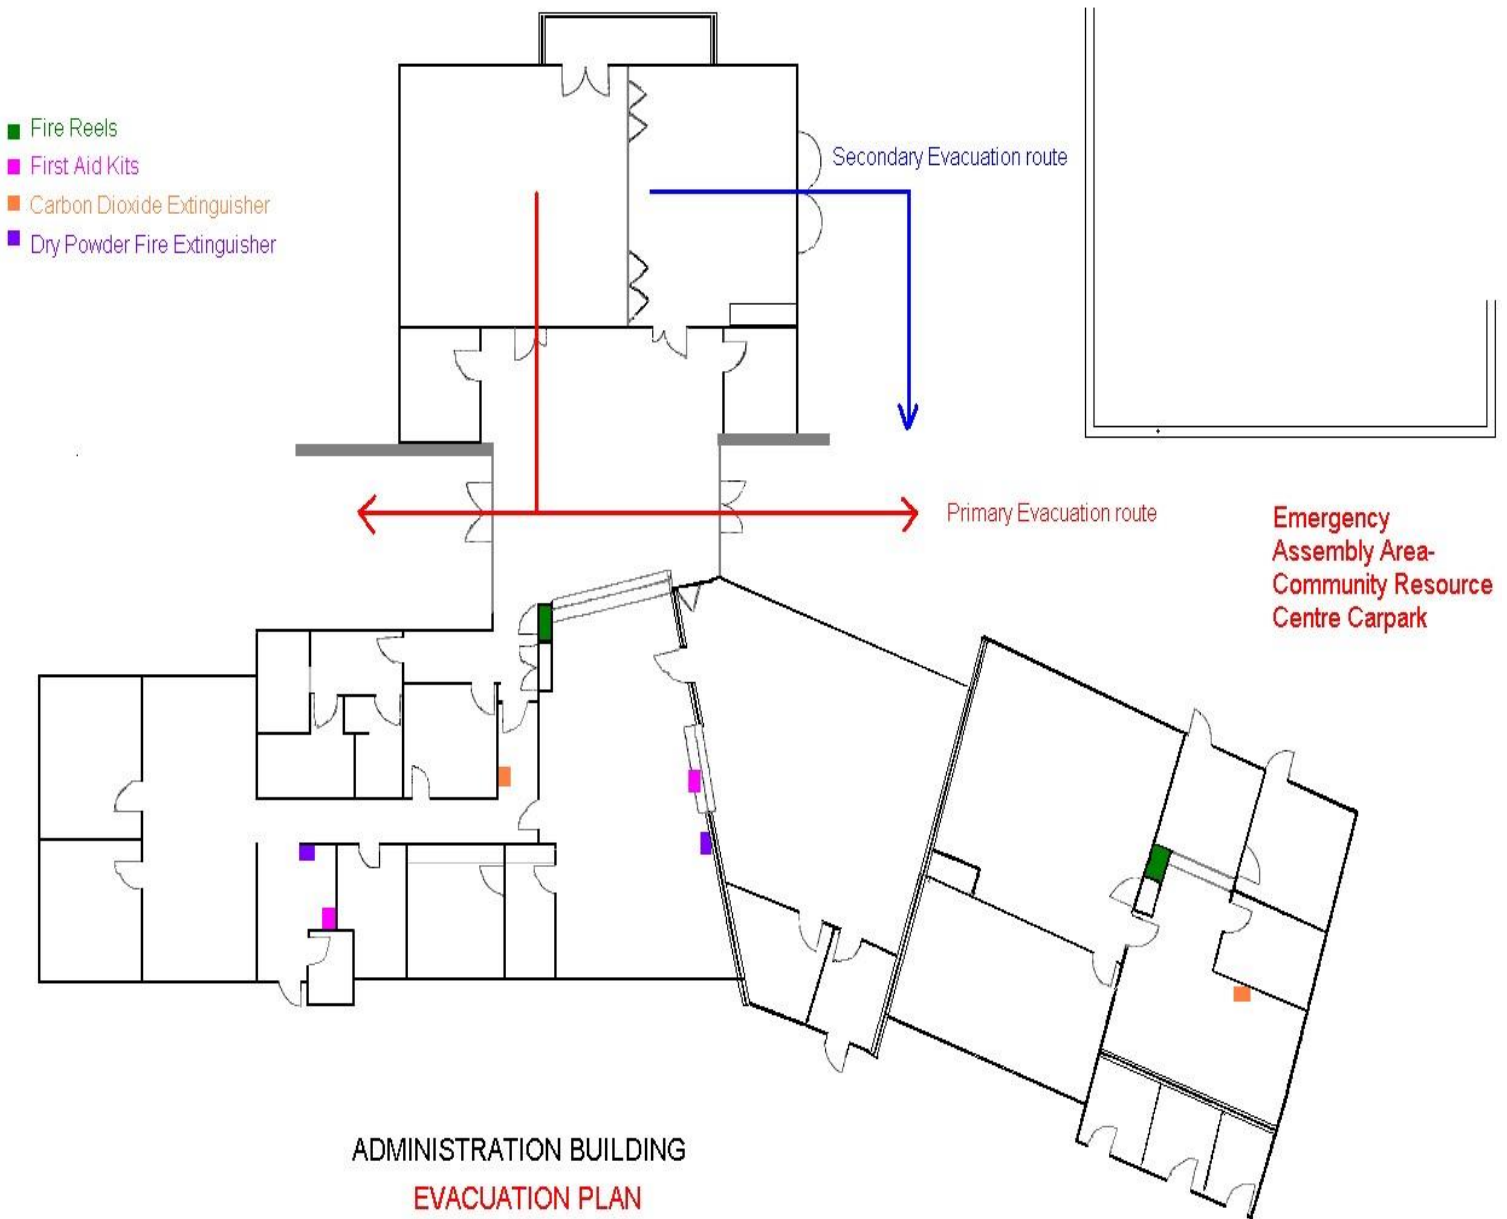 Fire Reels
First Aid Kits
Carbon Dioxide Extinguisher
Dry Powder Fire Extinguisher
Secondary Evacuation route
Primary Evacuation route
Emergency
Assembly Area-
Community Resource
Centre Carpark
ADMINISTRATION BUILDING
EVACUATION PLAN